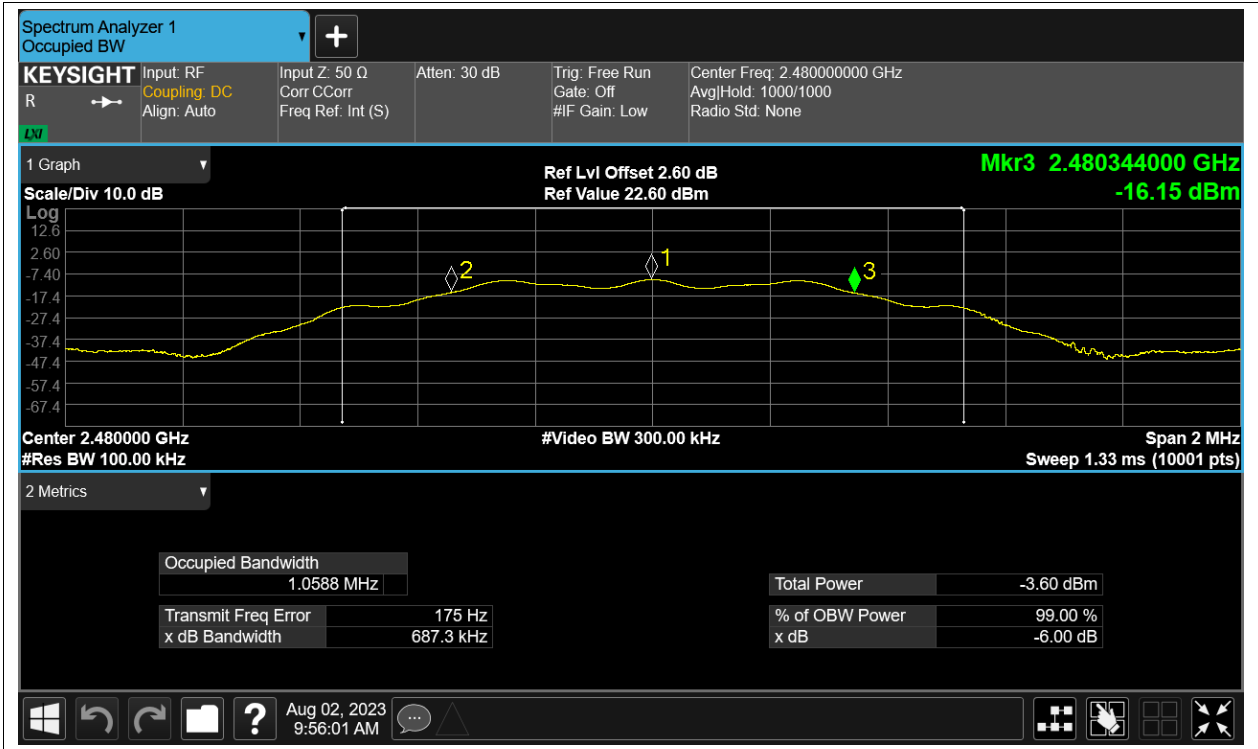 Spectrum Analyzer 1
Occupied BW
KEYSIGHT
R
LXI
Input: RF
Coupling: DC
Align: Auto
Input Z: 50 Ω
Corr CCorr
Freq Ref: Int (S)
Atten: 30 dB
Trig: Free Run
Gate: Off
#IF Gain: Low
Center Freq: 2.480000000 GHz
Avg|Hold: 1000/1000
Radio Std: None
1 Graph
Scale/Div 10.0 dB
Ref Lvl Offset 2.60 dB
Ref Value 22.60 dBm
Mkr3 2.480344000 GHz
-16.15 dBm
Log
12.6
2.60
-7.40
-17.4
-27.4
-37.4
-47.4
-57.4
-67.4
2
1
3
Center 2.480000 GHz
#Res BW 100.00 kHz
#Video BW 300.00 kHz
Span 2 MHz
Sweep 1.33 ms (10001 pts)
2 Metrics
Occupied Bandwidth
1.0588 MHz
Transmit Freq Error 175 Hz
x dB Bandwidth 687.3 kHz
Total Power -3.60 dBm
% of OBW Power 99.00 %
x dB -6.00 dB
?
Aug 02, 2023
9:56:01 AM